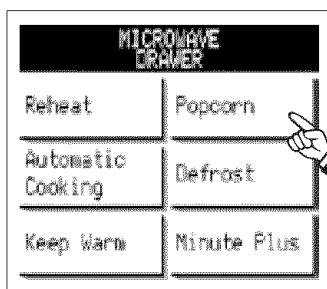 MICROWAVE
DRAWER
Reheat
Popcorn
Automatic
Cooking
Defrost
Keep Warm
Minute Plus